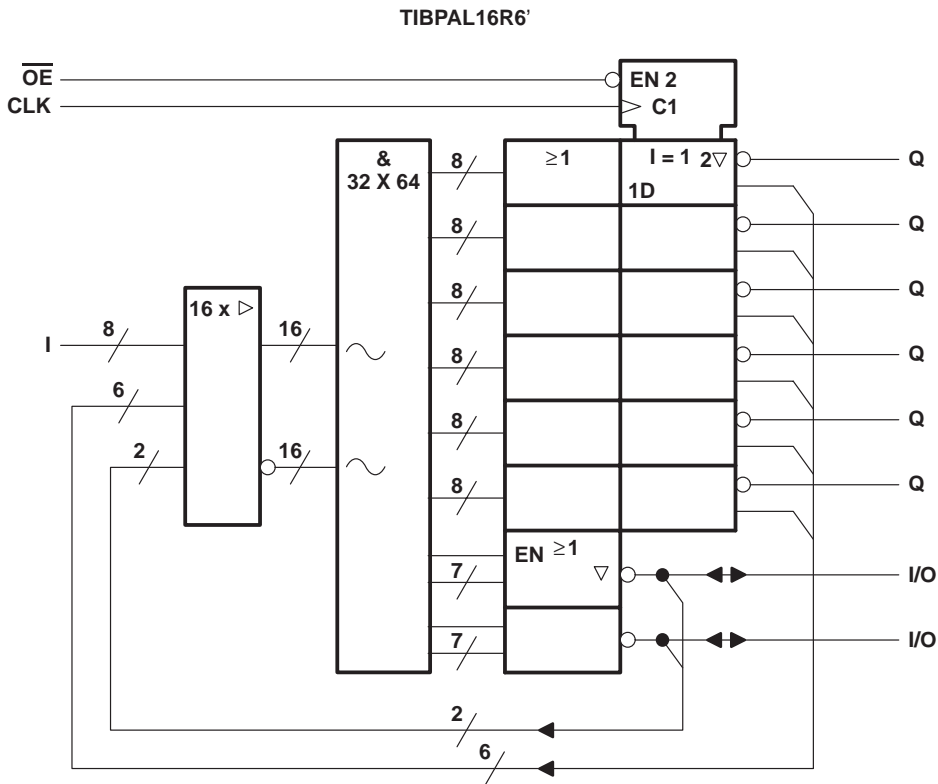 TIBPAL16R6’
OE
EN 2
CLK
C1
&
32 X 64
8
≥1
I = 1 2▽
Q
1D
8
Q
8
Q
16 x ▷
I
8
16
8
Q
6
8
Q
2
16
8
Q
EN ≥1
▽
7
I/O
7
I/O
2
6